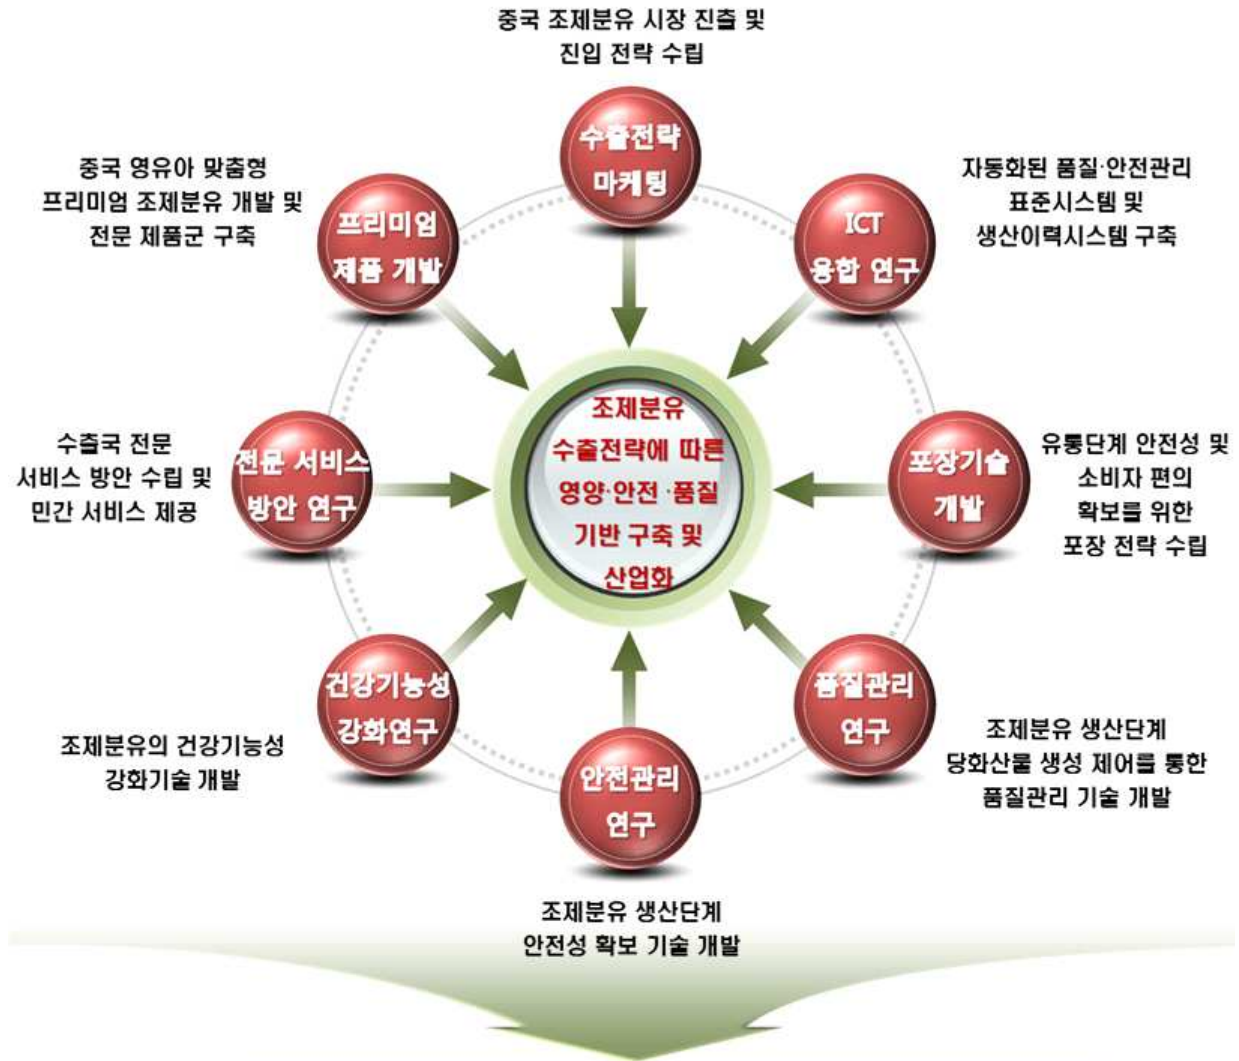 중국 조제분유 시장 진출 및
진입 전략 수립
수출전략
마케팅
중국 영유아 맞춤형
프리미엄 조제분유 개발 및
전문 제품군 구축
프리미엄
제품 개발
ICT
융합 연구
자동화된 품질·안전관리
표준시스템 및
생산이력시스템 구축
수출국 전문
서비스 방안 수립 및
민간 서비스 제공
전문 서비스
방안 연구
조제분유
수출전략에 따른
영양·안전·품질
기반 구축 및
산업화
포장기술
개발
유통단계 안전성 및
소비자 편의
확보를 위한
포장 전략 수립
조제분유의 건강기능성
강화기술 개발
건강기능성
강화연구
안전관리
연구
품질관리
연구
조제분유 생산단계
당화산물 생성 제어를 통한
품질관리 기술 개발
조제분유 생산단계
안전성 확보 기술 개발